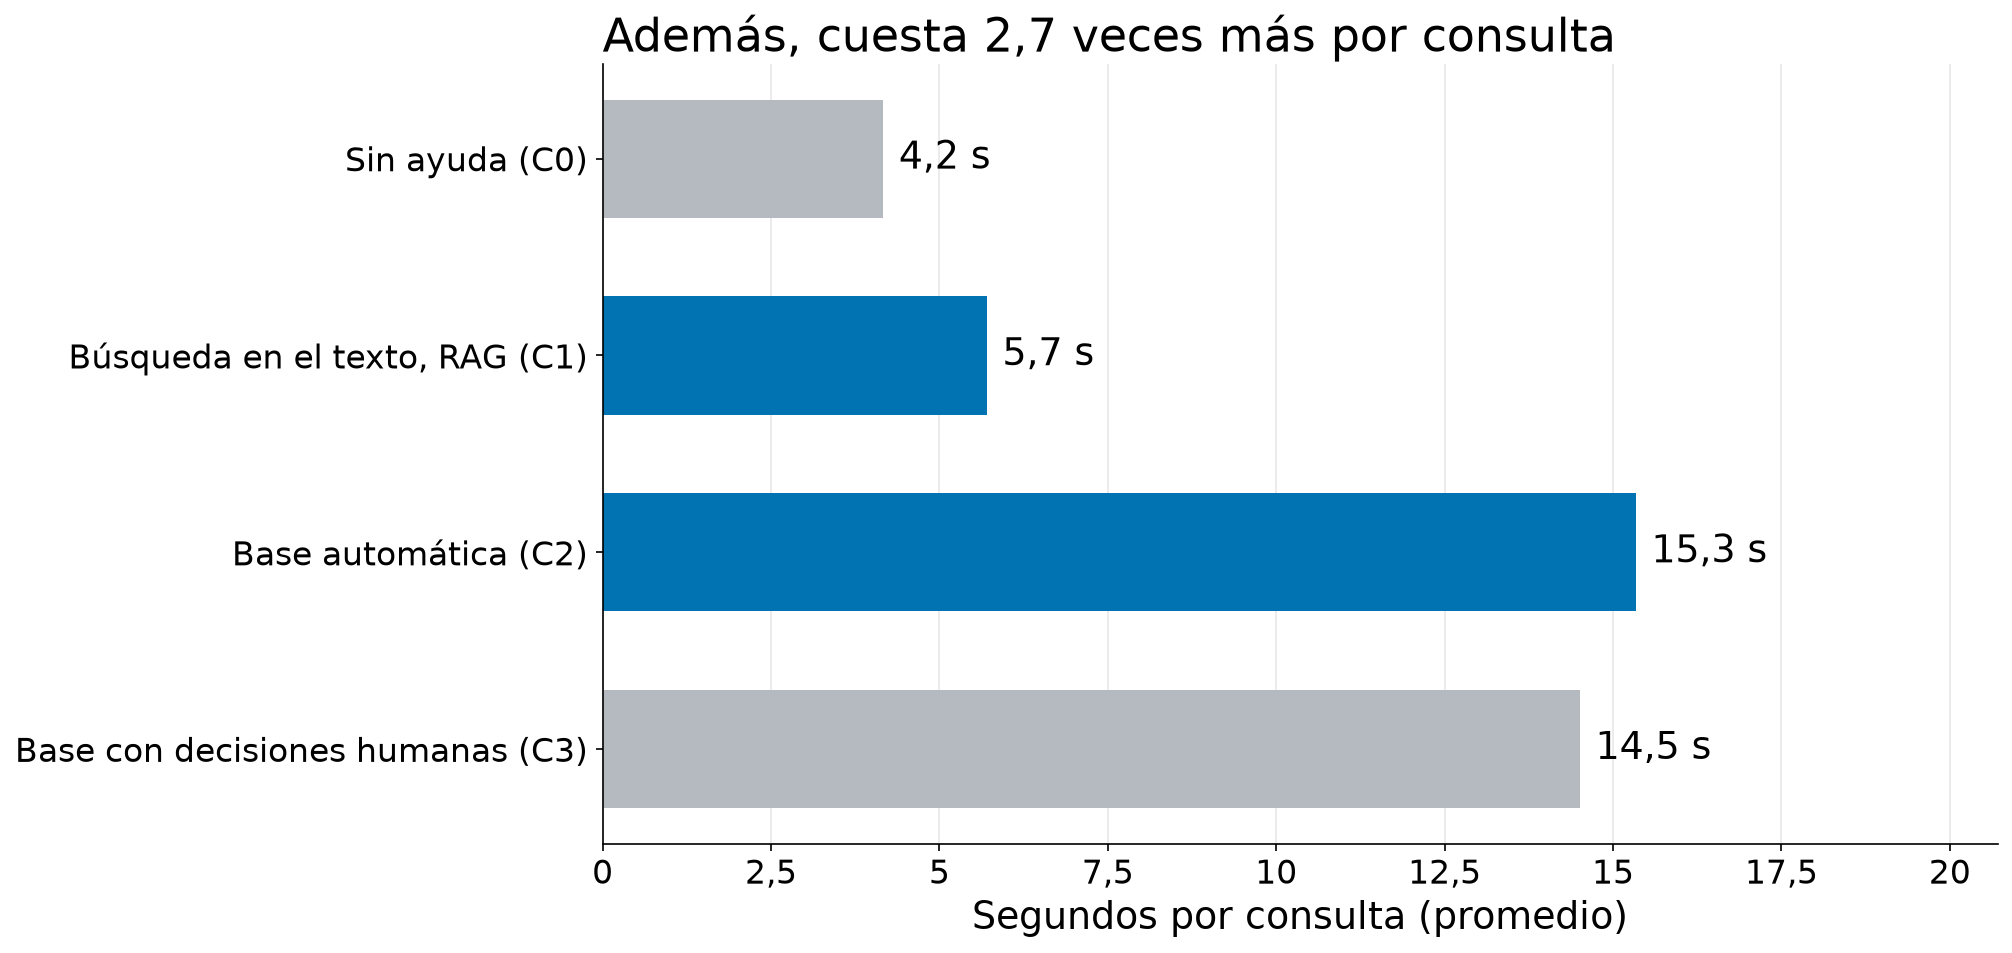 Además, cuesta 2,7 veces más por consulta
Sin ayuda (C0)
4,2 s
Búsqueda en el texto, RAG (C1)
5,7 s
Base automática (C2)
15,3 s
Base con decisiones humanas (C3)
14,5 s
0 2,5 5 7,5 10 12,5 15 17,5 20
Segundos por consulta (promedio)